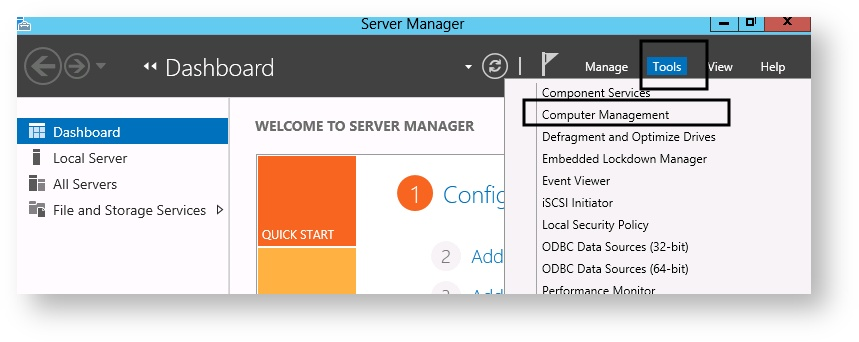 Server Manager
Dashboard
Manage
Tools
View
Help
Component Services
Computer Management
Defragment and Optimize Drives
Embedded Lockdown Manager
Event Viewer
iSCSI Initiator
Local Security Policy
ODBC Data Sources (32-bit)
ODBC Data Sources (64-bit)
Performance Monitor
Dashboard
Local Server
All Servers
File and Storage Services
WELCOME TO SERVER MANAGER
QUICK START
1 Config
2 Add
3 Add